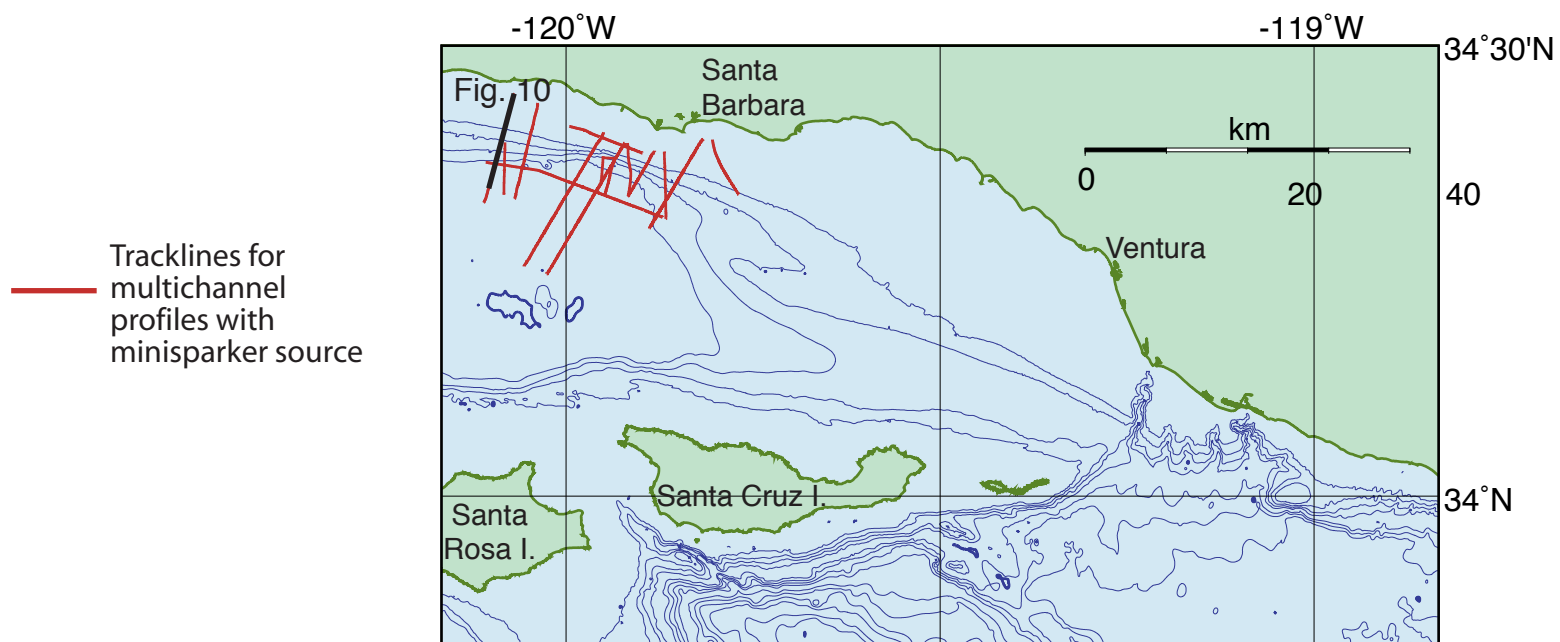 -120˚W
-119˚W
34˚30'N
Fig. 10
Santa
Barbara
km
0
20
40
Ventura
Tracklines for
multichannel
profiles with
minisparker source
Santa Cruz I.
34˚N
Santa
Rosa I.